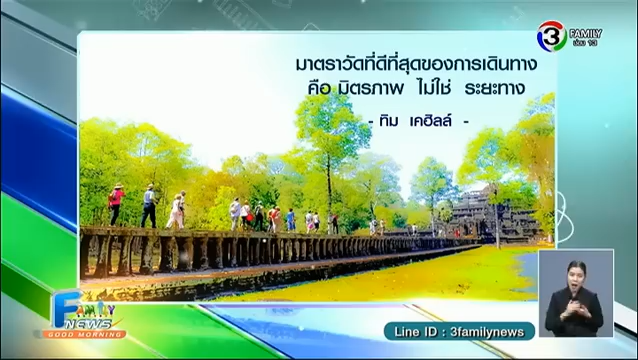 3 FAMILY
ช่อง 13
มาตราวัดที่ดีที่สุดของการเดินทาง
คือ มิตรภาพ ไม่ใช่ ระยะทาง
- ทิม เคฮิลล์ -
FAMILY
NEWS
GOOD MORNING
Line ID : 3familynews